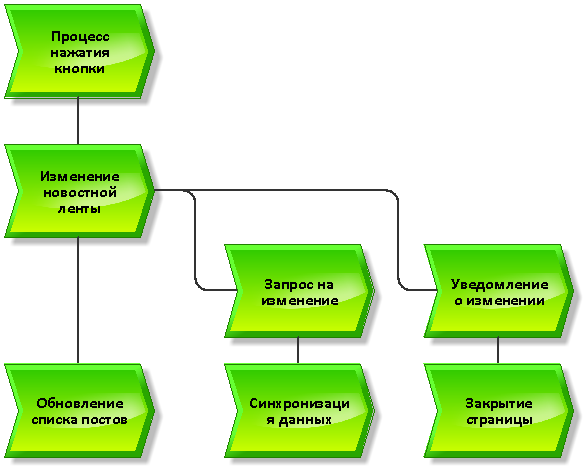 Процесс
нажатия
кнопки
Изменение
новостной
ленты
Запрос на
изменение
Уведомление
о изменении
Обновление
списка постов
Синхронизаци
я данных
Закрытие
страницы